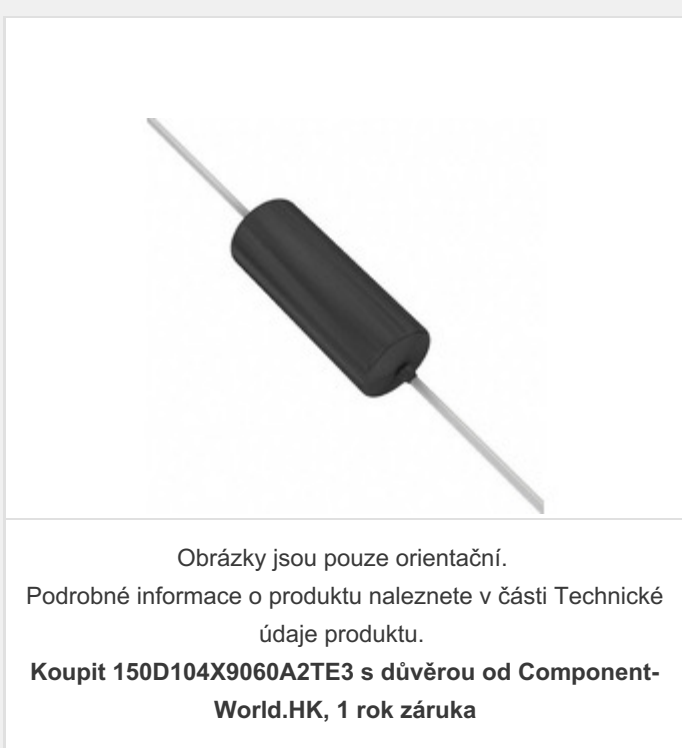 Obrázky jsou pouze orientační.
Podrobné informace o produktu naleznete v části Technické
údaje produktu.
Koupit 150D104X9060A2TE3 s důvěrou od Component-
World.HK, 1 rok záruka